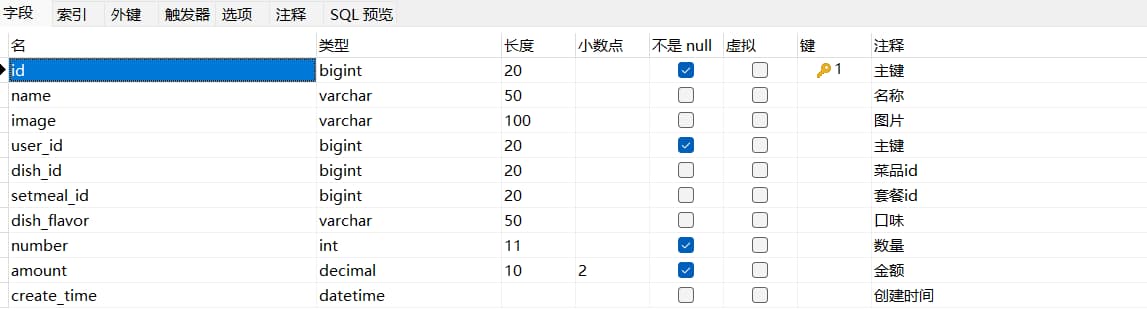 字段 索引 外键 触发器 选项 注释 SQL 预览
名 类型 长度 小数点 不是 null 虚拟 键 注释
id bigint 20 1 主键
name varchar 50 名称
image varchar 100 图片
user_id bigint 20 主键
dish_id bigint 20 菜品id
setmeal_id bigint 20 套餐id
dish_flavor varchar 50 口味
number int 11 数量
amount decimal 10 2 金额
create_time datetime 创建时间